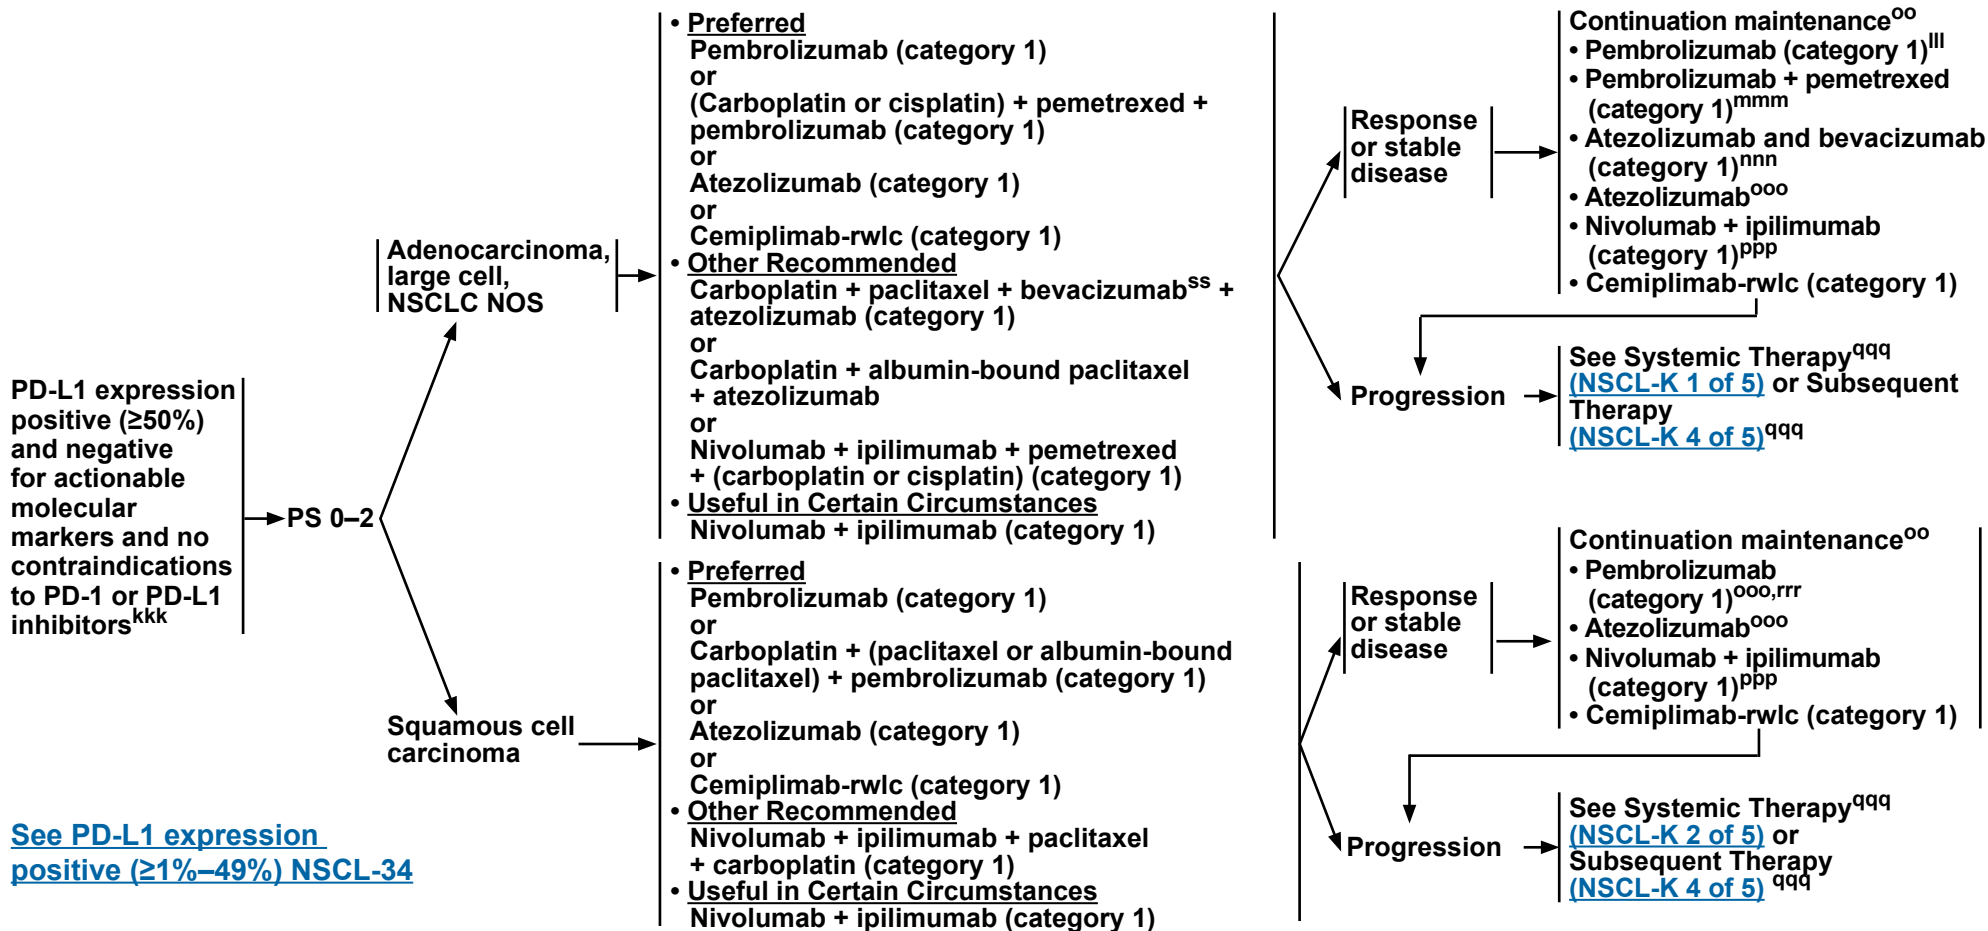 PD-L1 expression
positive (≥50%)
and negative
for actionable
molecular
markers and no
contraindications
to PD-1 or PD-L1
inhibitorskkk
PS 0–2
Adenocarcinoma,
large cell,
NSCLC NOS
• Preferred
Pembrolizumab (category 1)
or
(Carboplatin or cisplatin) + pemetrexed +
pembrolizumab (category 1)
or
Atezolizumab (category 1)
or
Cemiplimab-rwlc (category 1)
• Other Recommended
Carboplatin + paclitaxel + bevacizumabss +
atezolizumab (category 1)
or
Carboplatin + albumin-bound paclitaxel
+ atezolizumab
or
Nivolumab + ipilimumab + pemetrexed
+ (carboplatin or cisplatin) (category 1)
• Useful in Certain Circumstances
Nivolumab + ipilimumab (category 1)
Response
or stable
disease
Continuation maintenanceoo
• Pembrolizumab (category 1)lll
• Pembrolizumab + pemetrexed
(category 1)mmm
• Atezolizumab and bevacizumab
(category 1)nnn
• Atezolizumabooo
• Nivolumab + ipilimumab
(category 1)ppp
• Cemiplimab-rwlc (category 1)
Progression
See Systemic Therapyqqq
(NSCL-K 1 of 5) or Subsequent
Therapy
(NSCL-K 4 of 5)qqq
Squamous cell
carcinoma
• Preferred
Pembrolizumab (category 1)
or
Carboplatin + (paclitaxel or albumin-bound
paclitaxel) + pembrolizumab (category 1)
or
Atezolizumab (category 1)
or
Cemiplimab-rwlc (category 1)
• Other Recommended
Nivolumab + ipilimumab + paclitaxel
+ carboplatin (category 1)
• Useful in Certain Circumstances
Nivolumab + ipilimumab (category 1)
Response
or stable
disease
Continuation maintenanceoo
• Pembrolizumab
(category 1)ooo,rrr
• Atezolizumabooo
• Nivolumab + ipilimumab
(category 1)ppp
• Cemiplimab-rwlc (category 1)
Progression
See Systemic Therapyqqq
(NSCL-K 2 of 5) or
Subsequent Therapy
(NSCL-K 4 of 5) qqq
See PD-L1 expression
positive (≥1%–49%) NSCL-34